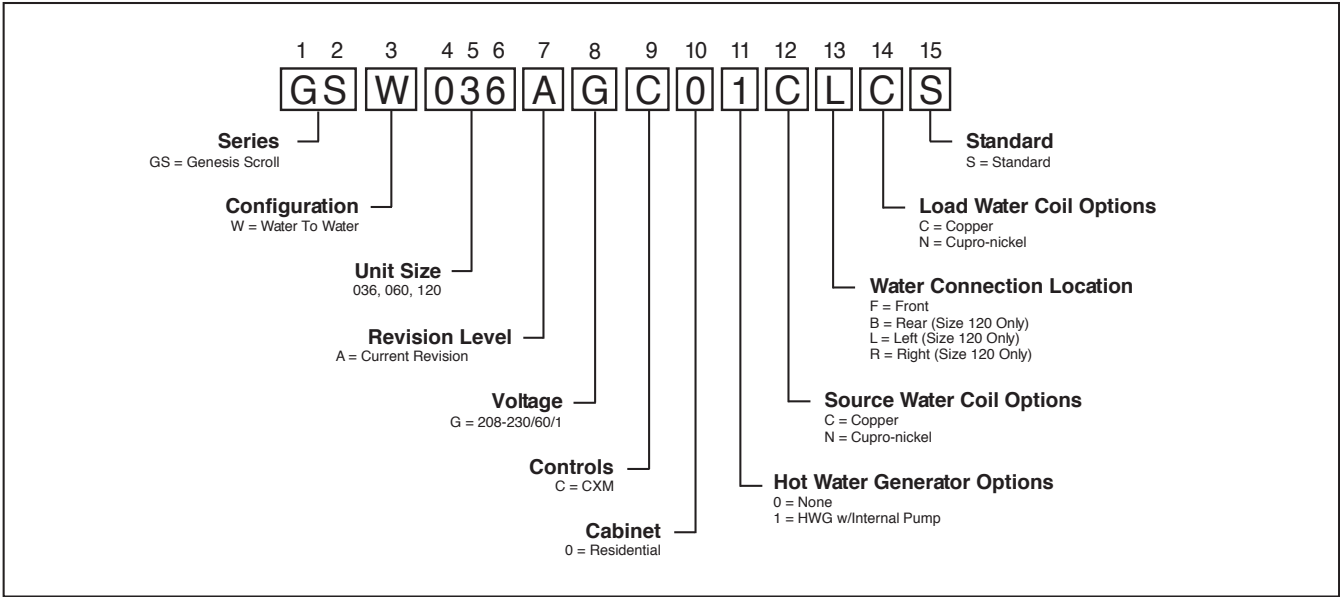 1 2 3 4 5 6 7 8 9 10 11 12 13 14 15
GS W 036 A G C 0 1 C L C S
Series
GS = Genesis Scroll
Configuration
W = Water To Water
Unit Size
036, 060, 120
Revision Level
A = Current Revision
Voltage
G = 208-230/60/1
Controls
C = CXM
Cabinet
0 = Residential
Standard
S = Standard
Load Water Coil Options
C = Copper
N = Cupro-nickel
Water Connection Location
F = Front
B = Rear (Size 120 Only)
L = Left (Size 120 Only)
R = Right (Size 120 Only)
Source Water Coil Options
C = Copper
N = Cupro-nickel
Hot Water Generator Options
0 = None
1 = HWG w/Internal Pump